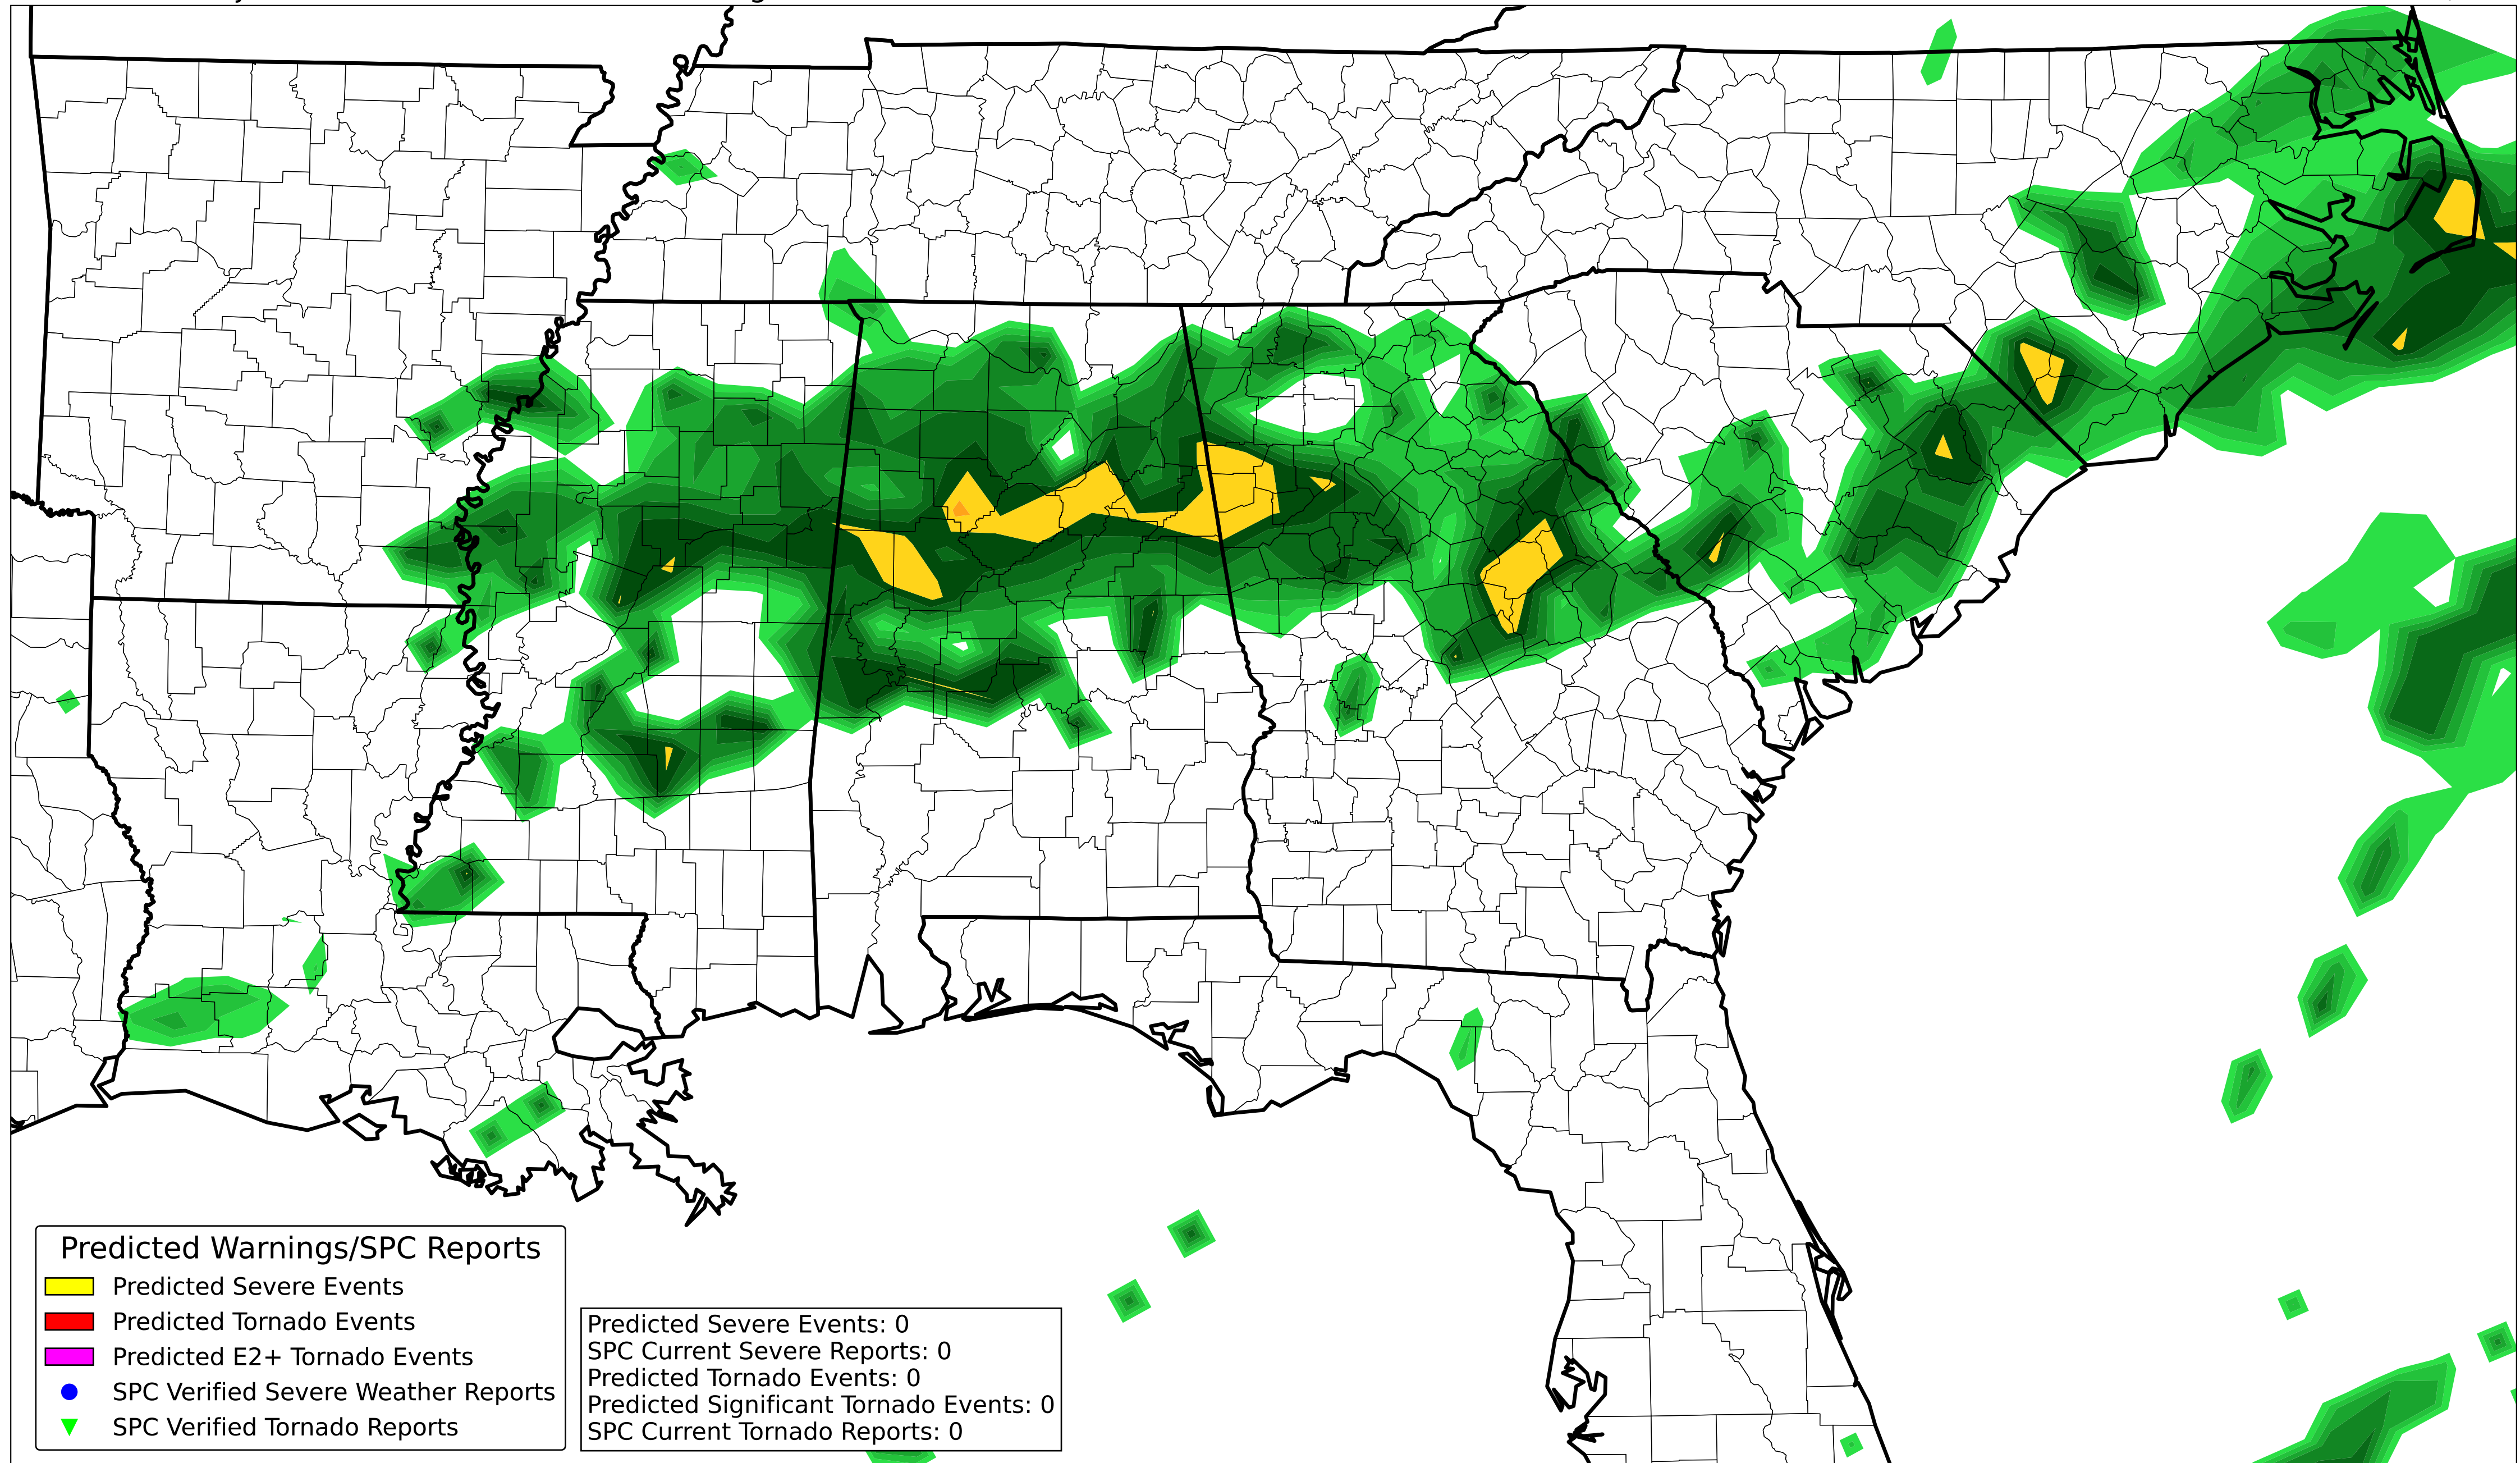 Predicted Warnings/SPC Reports
Predicted Severe Events
Predicted Tornado Events
Predicted E2+ Tornado Events
SPC Verified Severe Weather Reports
SPC Verified Tornado Reports
Predicted Severe Events: 0
SPC Current Severe Reports: 0
Predicted Tornado Events: 0
Predicted Significant Tornado Events: 0
SPC Current Tornado Reports: 0